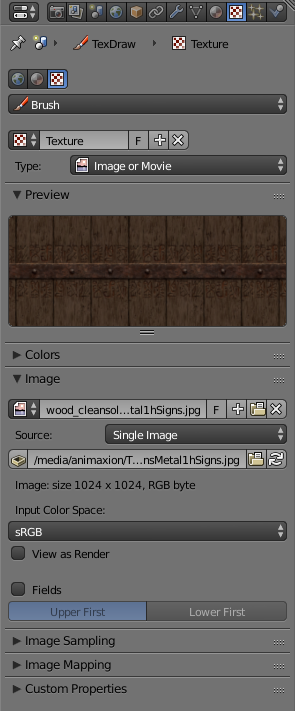 TexDraw Texture
Brush
Texture F
Type: Image or Movie
Preview
Colors
Image
wood_cleansol...tal1hSigns.jpg F
Source: Single Image
/media/animaxion/T...nsMetal1hSigns.jpg
Image: size 1024 x 1024, RGB byte
Input Color Space:
sRGB
View as Render
Fields
Upper First Lower First
Image Sampling
Image Mapping
Custom Properties